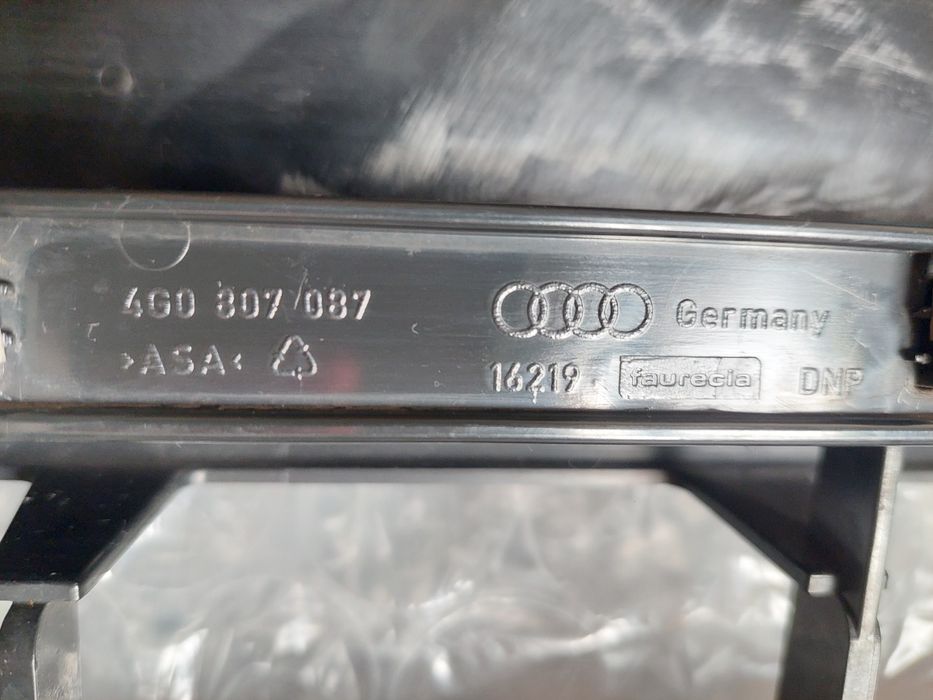 4G0 807 087
Germany
>ASA<
16219 faurecia DNP